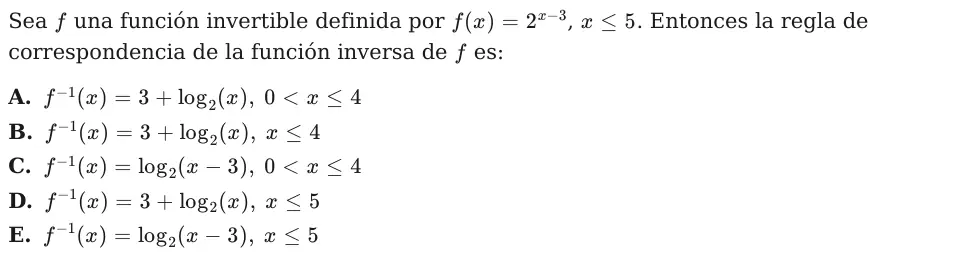 Sea f una función invertible definida por f(x) = 2^{x−3}, x ≤ 5. Entonces la regla de
correspondencia de la función inversa de f es:
A. f^{−1}(x) = 3 + log_2(x), 0 < x ≤ 4
B. f^{−1}(x) = 3 + log_2(x), x ≤ 4
C. f^{−1}(x) = log_2(x − 3), 0 < x ≤ 4
D. f^{−1}(x) = 3 + log_2(x), x ≤ 5
E. f^{−1}(x) = log_2(x − 3), x ≤ 5